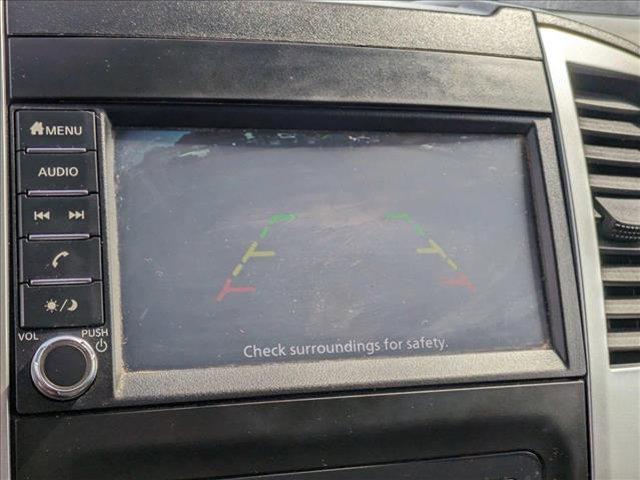 MENU
AUDIO
VOL
PUSH
Check surroundings for safety.